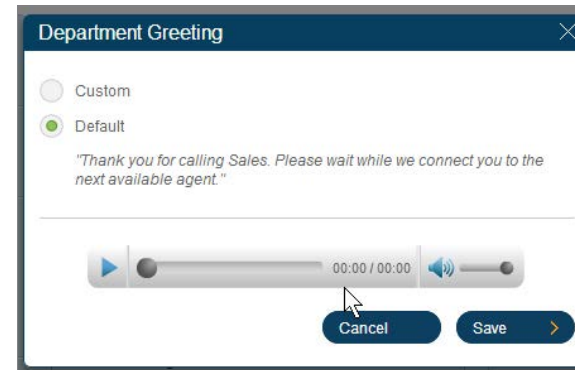 Department Greeting
Custom
Default
"Thank you for calling Sales. Please wait while we connect you to the
next available agent."
00:00 / 00:00
Cancel
Save